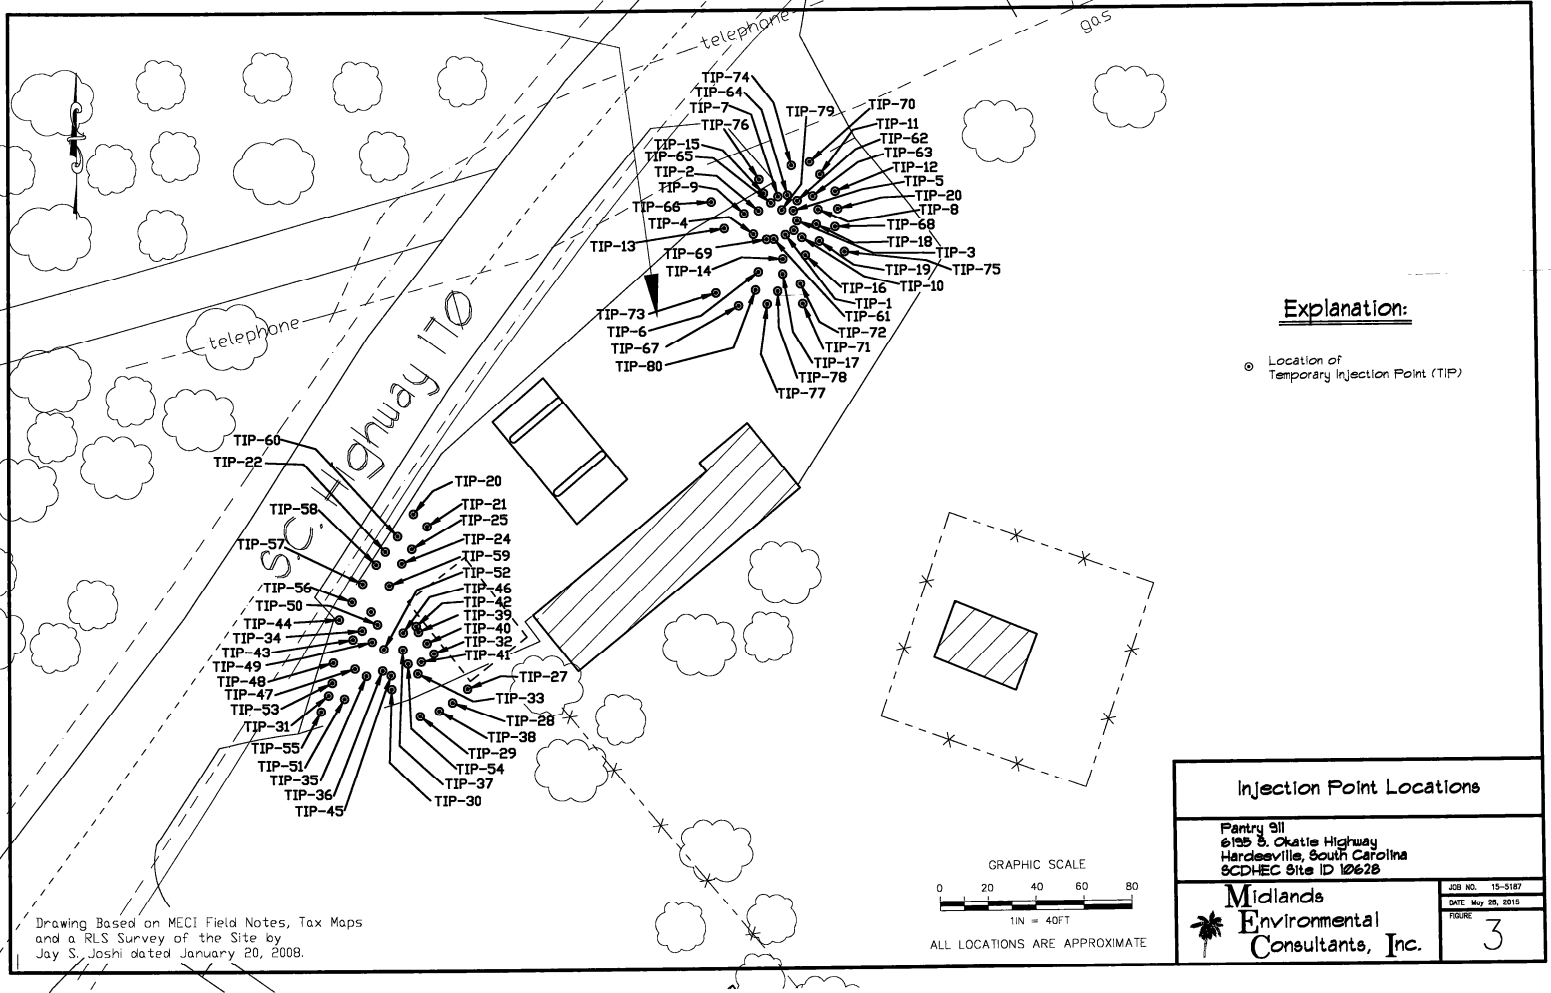 telephone
gas
TIP-74
TIP-64
TIP-7
TIP-76
TIP-79
TIP-70
TIP-11
TIP-62
TIP-63
TIP-12
TIP-5
TIP-20
TIP-8
TIP-68
TIP-18
TIP-3
TIP-75
TIP-19
TIP-10
TIP-15
TIP-65
TIP-2
TIP-9
TIP-66
TIP-4
TIP-13
TIP-69
TIP-14
TIP-16
TIP-1
TIP-61
TIP-72
TIP-71
TIP-17
TIP-78
TIP-77
TIP-73
TIP-6
TIP-67
TIP-80
telephone
S.C. Highway 170
Explanation:
Location of
Temporary Injection Point (TIP)
TIP-60
TIP-22
TIP-58
TIP-57
TIP-56
TIP-50
TIP-44
TIP-34
TIP-43
TIP-49
TIP-48
TIP-47
TIP-53
TIP-31
TIP-55
TIP-51
TIP-35
TIP-36
TIP-45
TIP-20
TIP-21
TIP-25
TIP-24
TIP-59
TIP-52
TIP-46
TIP-42
TIP-39
TIP-40
TIP-32
TIP-41
TIP-27
TIP-33
TIP-28
TIP-38
TIP-29
TIP-54
TIP-37
TIP-30
GRAPHIC SCALE
0 20 40 60 80
1IN = 40FT
ALL LOCATIONS ARE APPROXIMATE
Drawing Based on MECI Field Notes, Tax Maps
and a RLS Survey of the Site by
Jay S. Joshi dated January 20, 2008.
Injection Point Locations
Pantry 911
6195 S. Okatie Highway
Hardeeville, South Carolina
SCDHEC Site ID 10628
Midlands
Environmental
Consultants, Inc.
JOB NO. 15-5187
DATE May 26, 2015
FIGURE
3